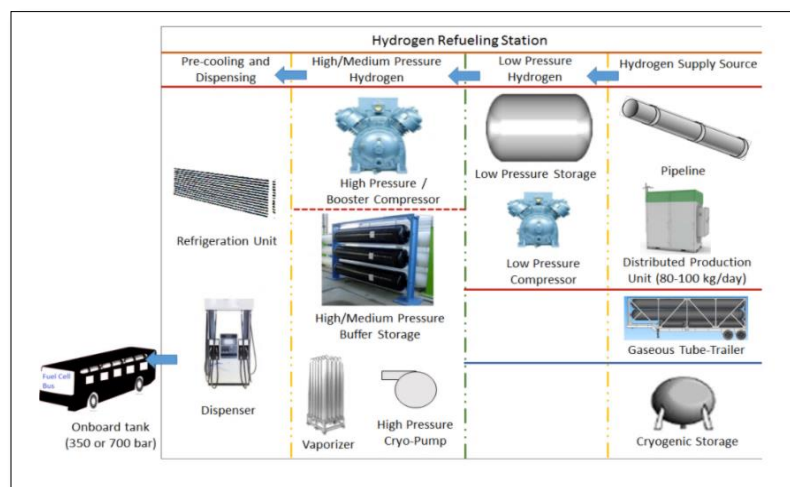 Hydrogen Refueling Station
Pre-cooling and
Dispensing
High/Medium Pressure
Hydrogen
Low Pressure
Hydrogen
Hydrogen Supply Source
High Pressure /
Booster Compressor
Low Pressure Storage
Pipeline
Refrigeration Unit
Low Pressure
Compressor
Distributed Production
Unit (80-100 kg/day)
High/Medium Pressure
Buffer Storage
Gaseous Tube-Trailer
Fuel Cell
Bus
Onboard tank
(350 or 700 bar)
Dispenser
Vaporizer
High Pressure
Cryo-Pump
Cryogenic Storage